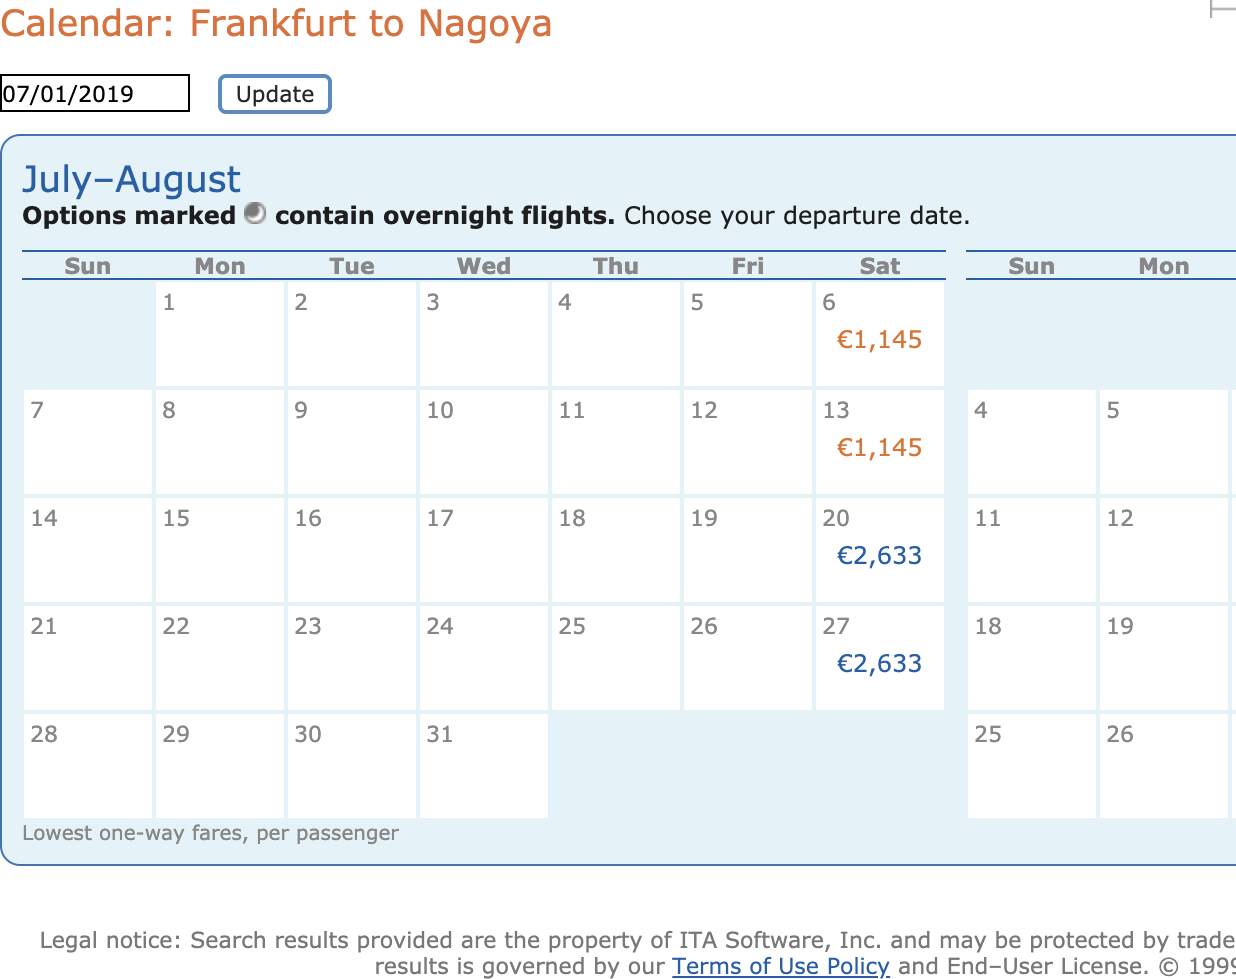 Calendar: Frankfurt to Nagoya
07/01/2019 Update
July–August
Options marked contain overnight flights. Choose your departure date.
Sun Mon Tue Wed Thu Fri Sat Sun Mon
1 2 3 4 5 6
€1,145
7 8 9 10 11 12 13 4 5
€1,145
14 15 16 17 18 19 20 11 12
€2,633
21 22 23 24 25 26 27 18 19
€2,633
28 29 30 31 25 26
Lowest one-way fares, per passenger
Legal notice: Search results provided are the property of ITA Software, Inc. and may be protected by trade
results is governed by our Terms of Use Policy and End–User License. © 1999